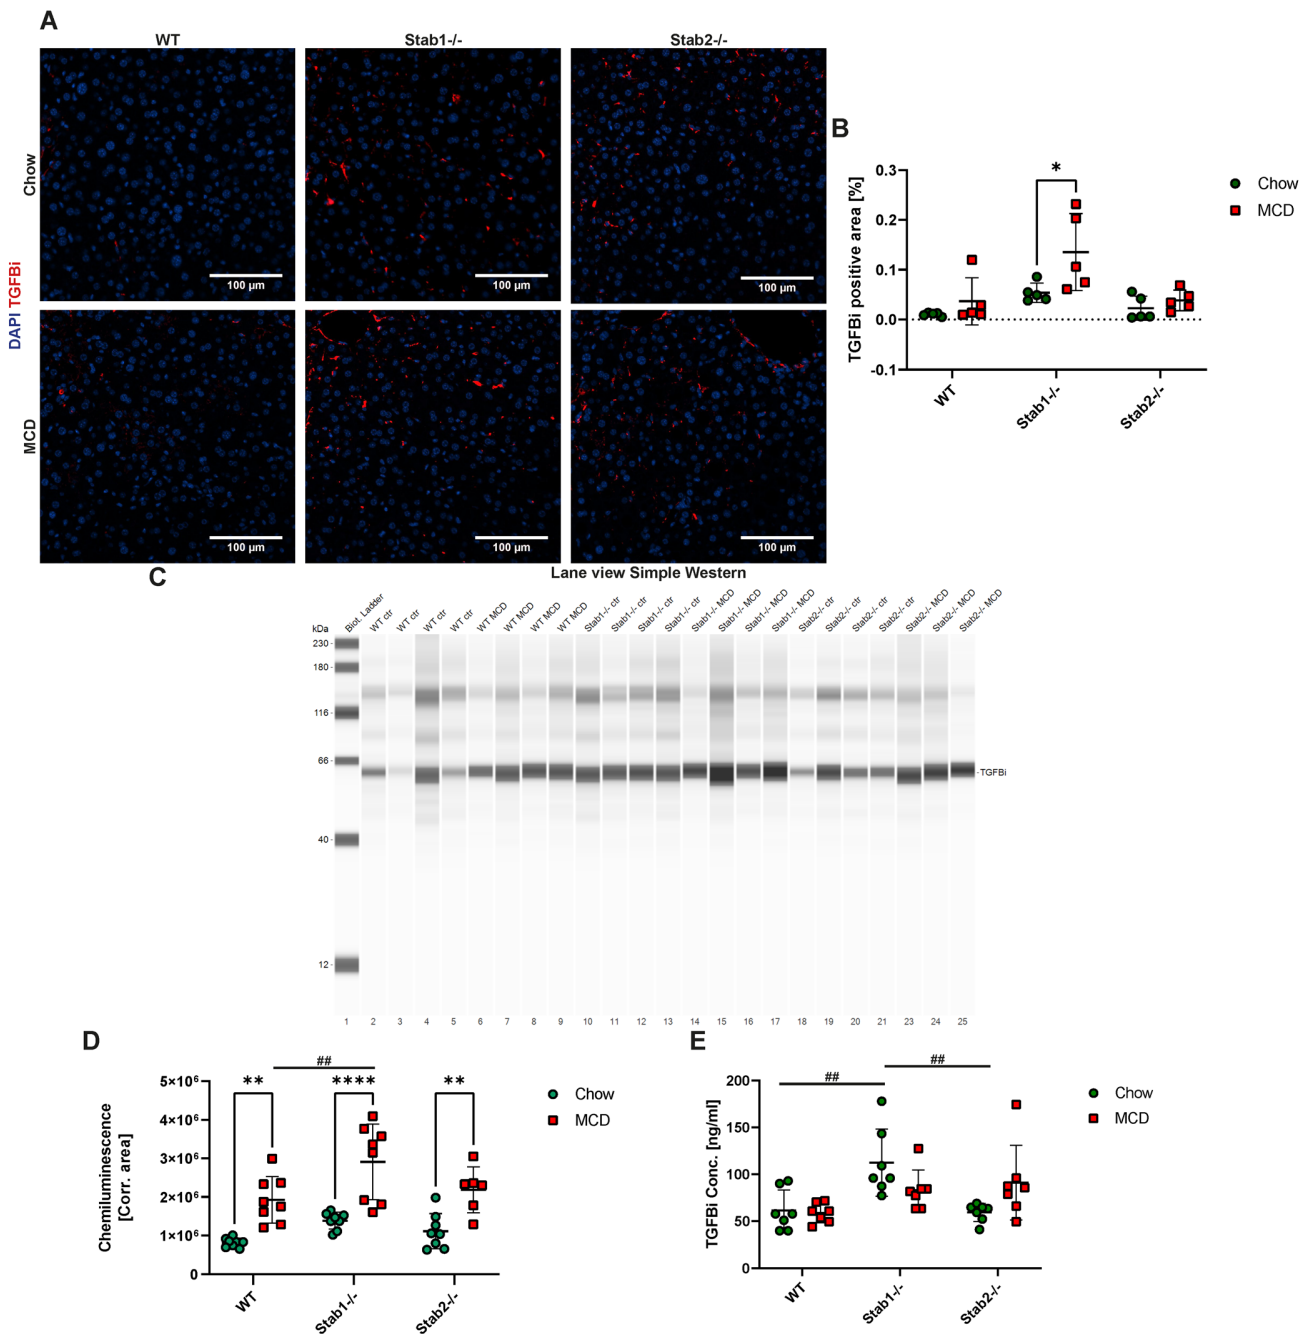 A
WT
Stab1-/-
Stab2-/-
Chow
MCD
DAPI TGFBi
100 µm
100 µm
100 µm
100 µm
100 µm
100 µm
B
TGFBi positive area [%]
0.3
0.2
0.1
0.0
-0.1
*
WT
Stab1-/-
Stab2-/-
Chow
MCD
C
Lane view Simple Western
kDa
Biot. Ladder
WT ctr
WT ctr
WT ctr
WT ctr
WT MCD
WT MCD
WT MCD
WT MCD
Stab1-/- ctr
Stab1-/- ctr
Stab1-/- ctr
Stab1-/- ctr
Stab1-/- MCD
Stab1-/- MCD
Stab1-/- MCD
Stab1-/- MCD
Stab2-/- ctr
Stab2-/- ctr
Stab2-/- ctr
Stab2-/- ctr
Stab2-/- MCD
Stab2-/- MCD
Stab2-/- MCD
230
180
116
66
40
12
-TGFBi
1 2 3 4 5 6 7 8 9 10 11 12 13 14 15 16 17 18 19 20 21 23 24 25
D
Chemiluminescence
[Corr. area]
5×10⁶
4×10⁶
3×10⁶
2×10⁶
1×10⁶
0
**
##
****
**
WT
Stab1-/-
Stab2-/-
Chow
MCD
E
TGFBi Conc. [ng/ml]
200
150
100
50
0
##
##
WT
Stab1-/-
Stab2-/-
Chow
MCD